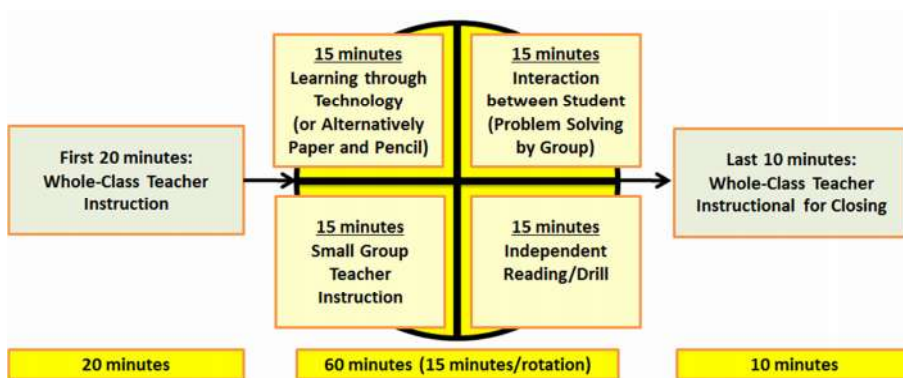 First 20 minutes:
Whole-Class Teacher
Instruction
15 minutes
Learning through
Technology
(or Alternatively
Paper and Pencil)
15 minutes
Interaction
between Student
(Problem Solving
by Group)
15 minutes
Small Group
Teacher
Instruction
15 minutes
Independent
Reading/Drill
Last 10 minutes:
Whole-Class Teacher
Instructional for Closing
20 minutes
60 minutes (15 minutes/rotation)
10 minutes